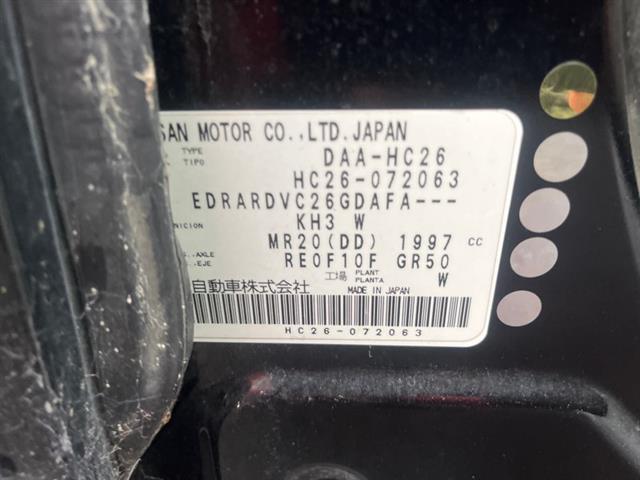 SAN MOTOR CO.,LTD.JAPAN
TYPE
TIPO DAA-HC26
HC26-072063
EDRARDVC26GDAFA---
NICION KH3 W
MR20(DD) 1997 CC
AXLE
EJE RE0F10F GR50
工場 PLANT
PLANTA W
自動車株式会社 MADE IN JAPAN
HC26-072063